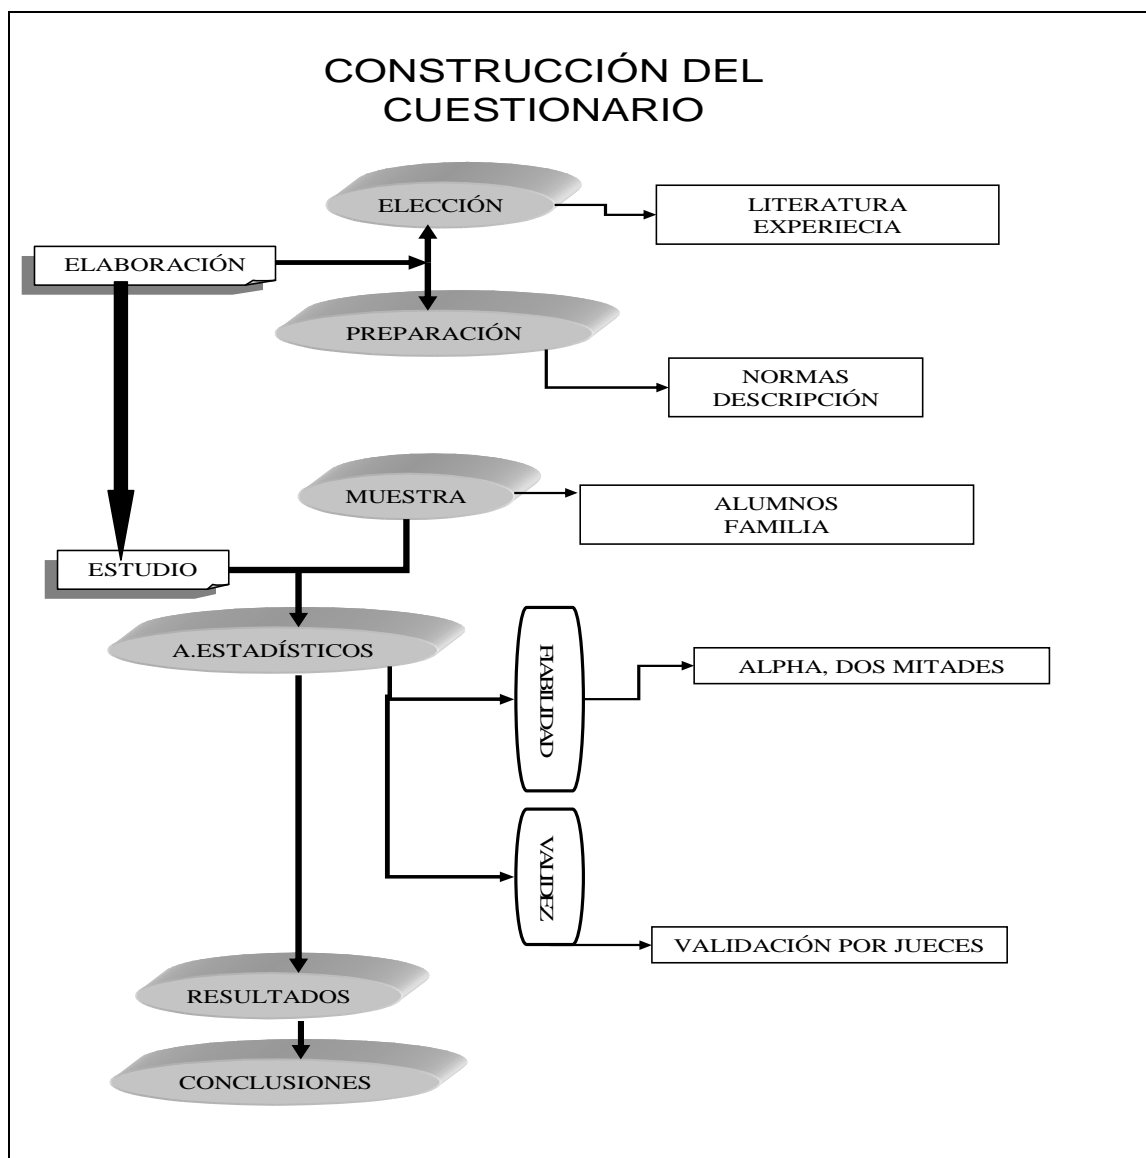 CONSTRUCCIÓN DEL
CUESTIONARIO
ELECCIÓN
LITERATURA
EXPERIECIA
ELABORACIÓN
PREPARACIÓN
NORMAS
DESCRIPCIÓN
MUESTRA
ALUMNOS
FAMILIA
ESTUDIO
A.ESTADÍSTICOS
FIABILIDAD
ALPHA, DOS MITADES
VALIDEZ
VALIDACIÓN POR JUECES
RESULTADOS
CONCLUSIONES